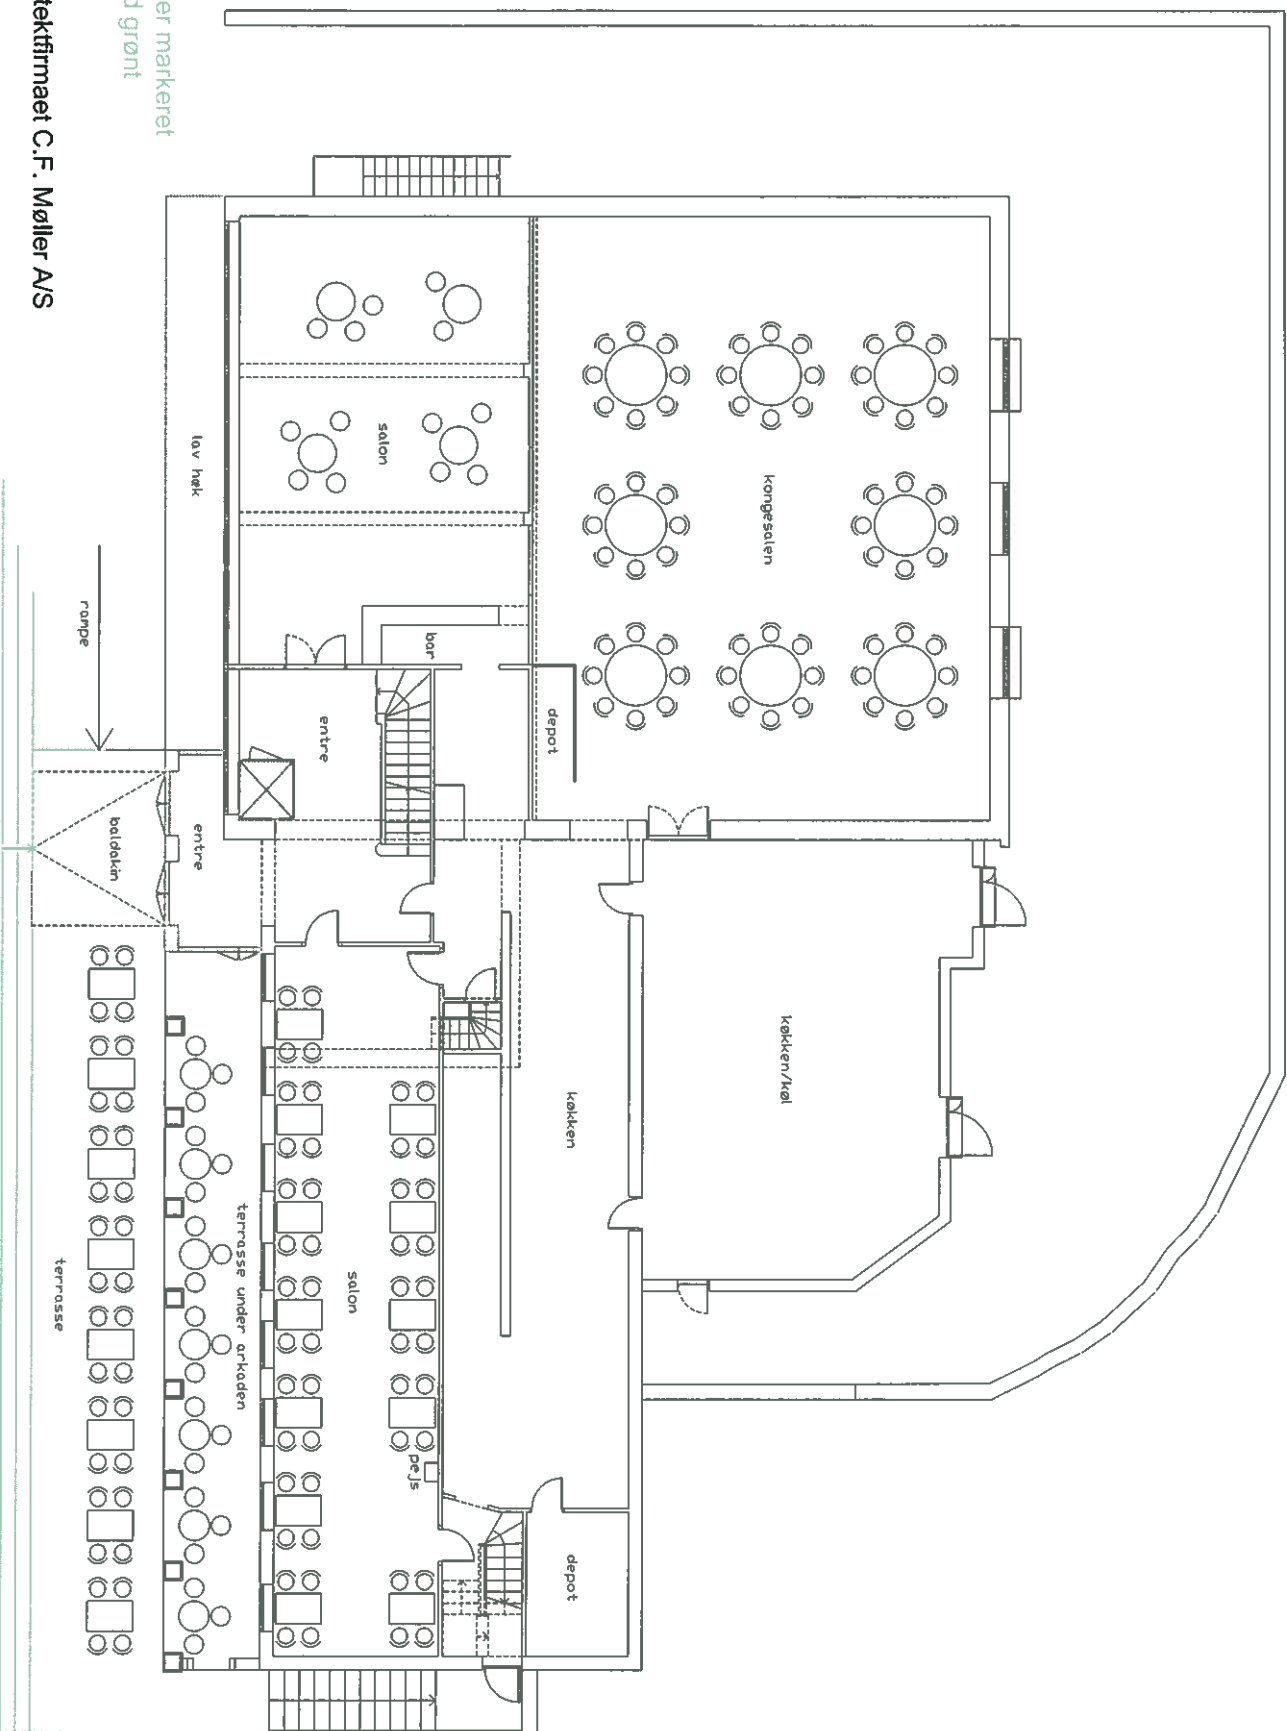 er markeret
d grønt
tektfirmaet C.F. Møller A/S
kongesalen
salon
lav hæk
rampe
bar
depot
entre
entre
baldakin
køkken/køl
køkken
terrasse under arkaden
salon
terrasse
pejs
depot